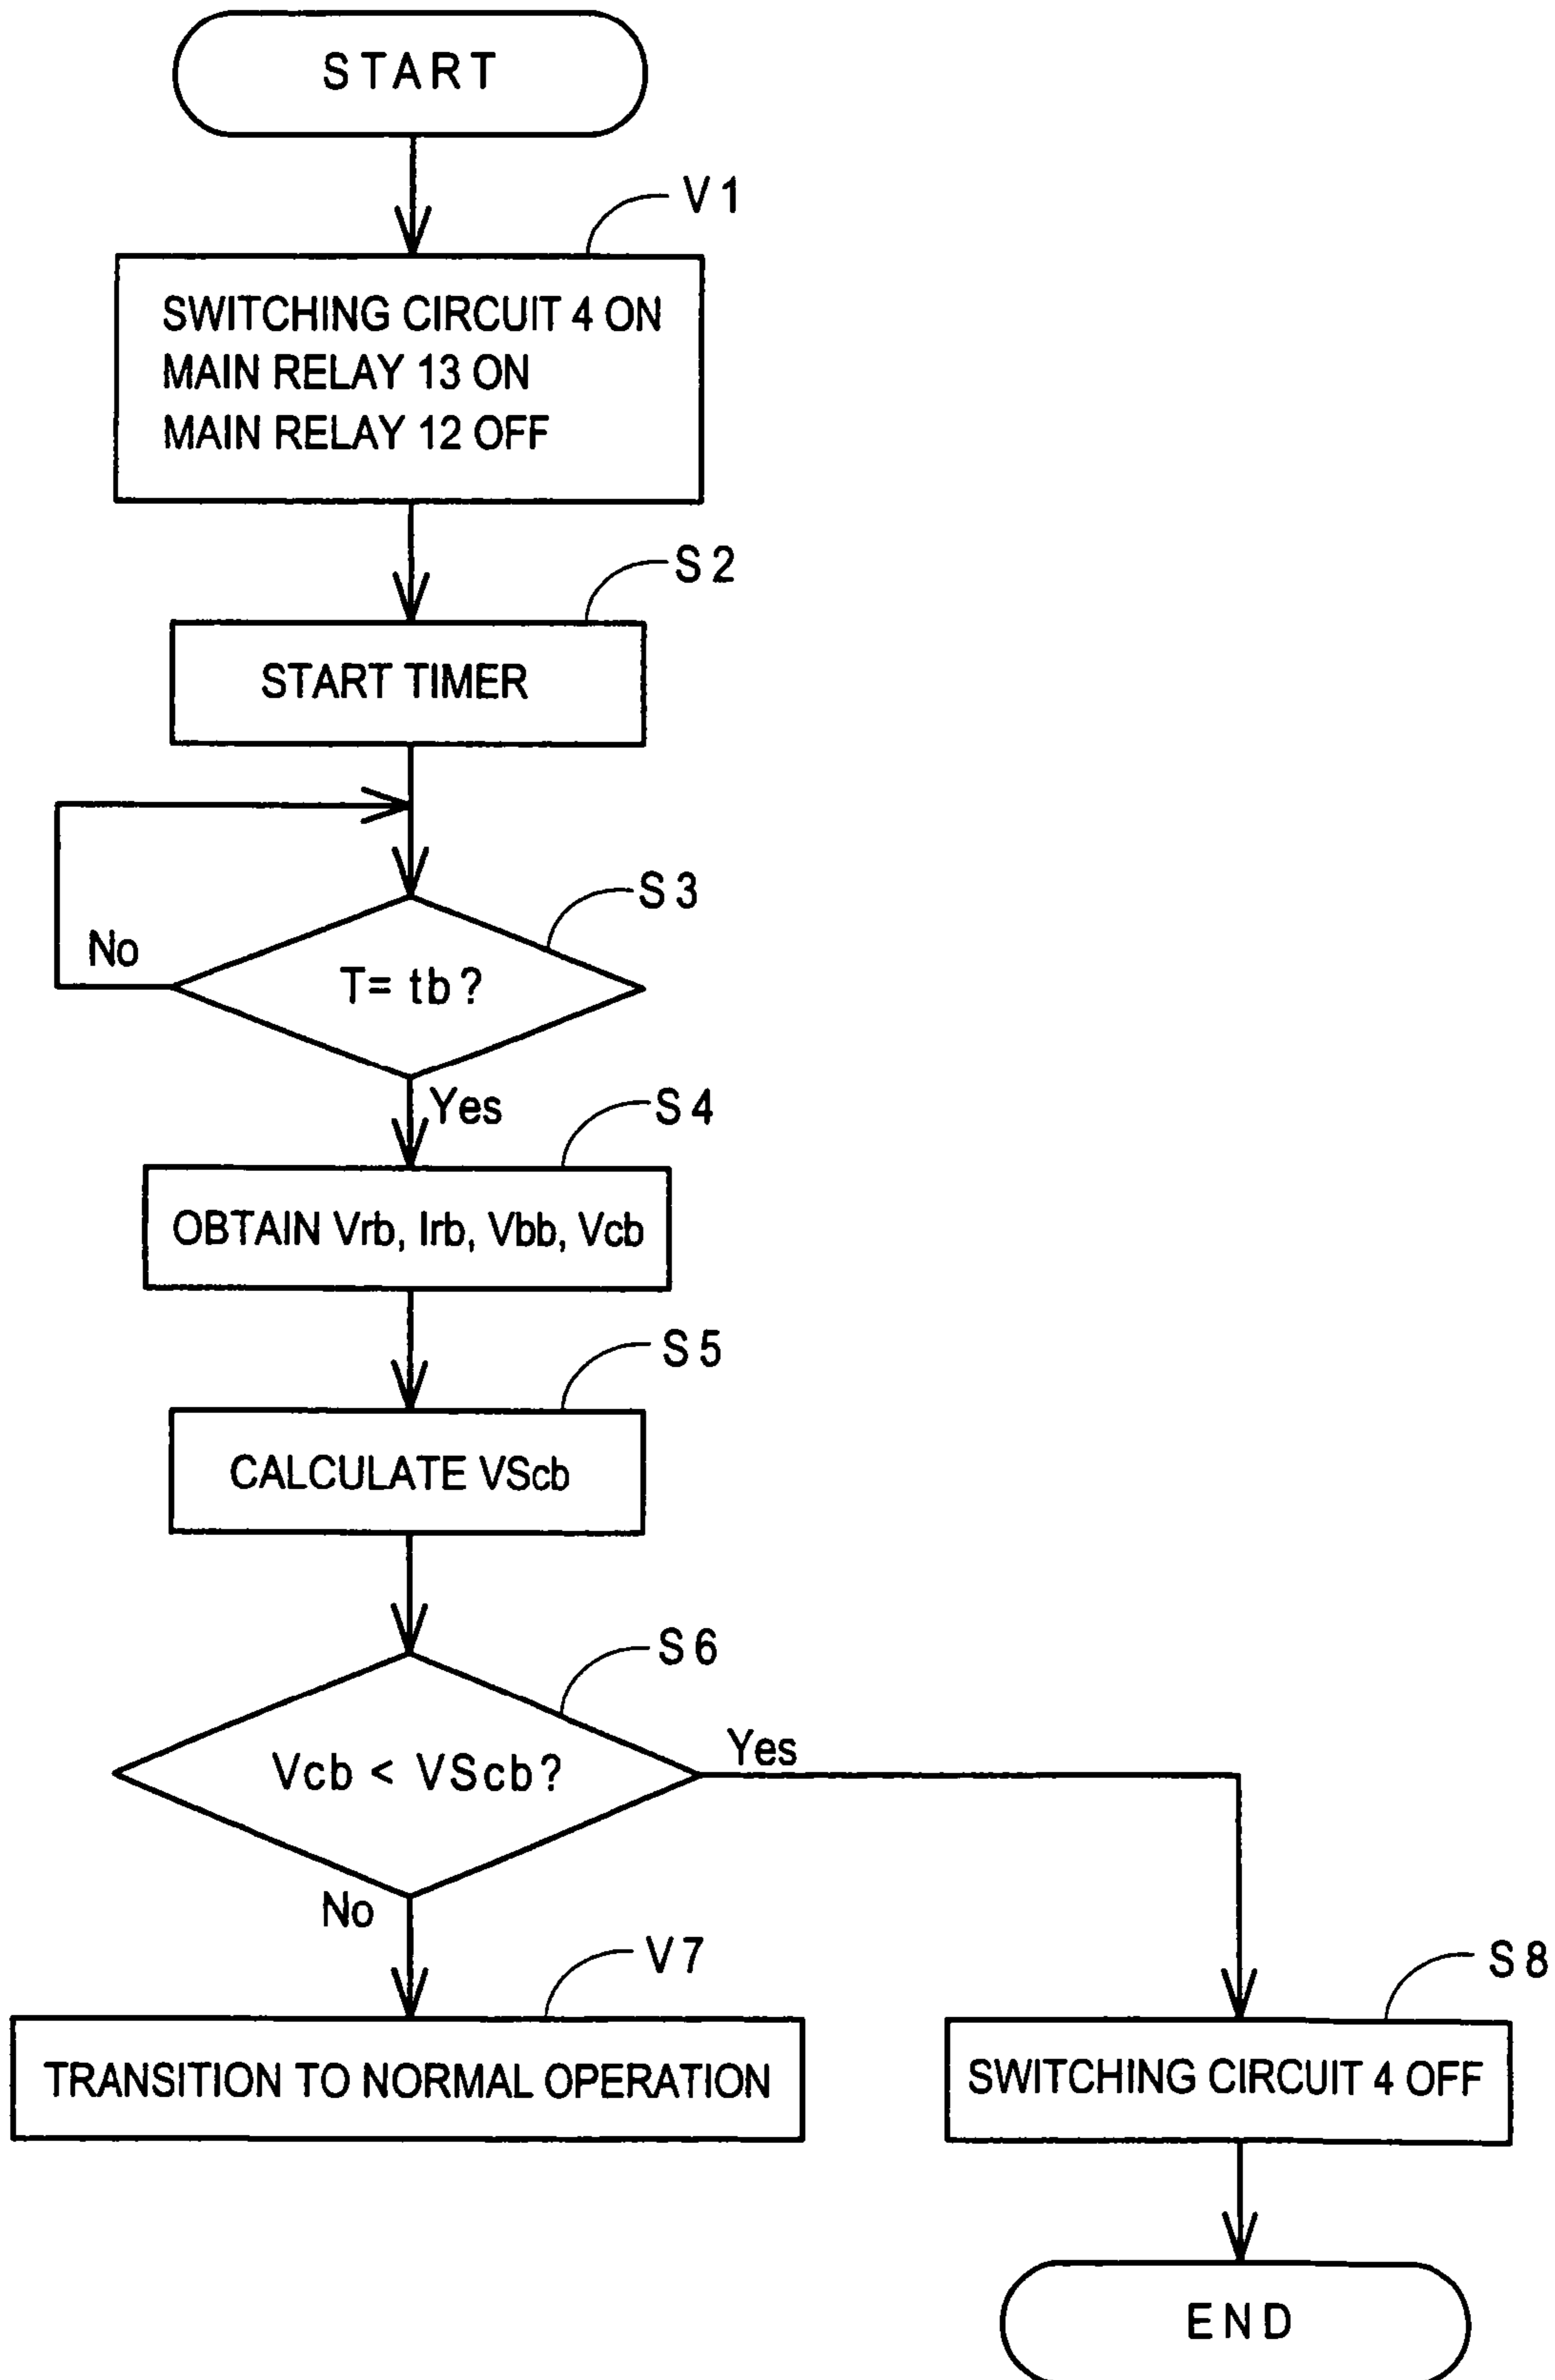 START
V1
SWITCHING CIRCUIT 4 ON
MAIN RELAY 13 ON
MAIN RELAY 12 OFF
S2
START TIMER
S3
No
T= tb?
Yes
S4
OBTAIN Vrb, Irb, Vbb, Vcb
S5
CALCULATE VScb
S6
Vcb < VScb?
Yes
No
V7
S8
TRANSITION TO NORMAL OPERATION
SWITCHING CIRCUIT 4 OFF
END